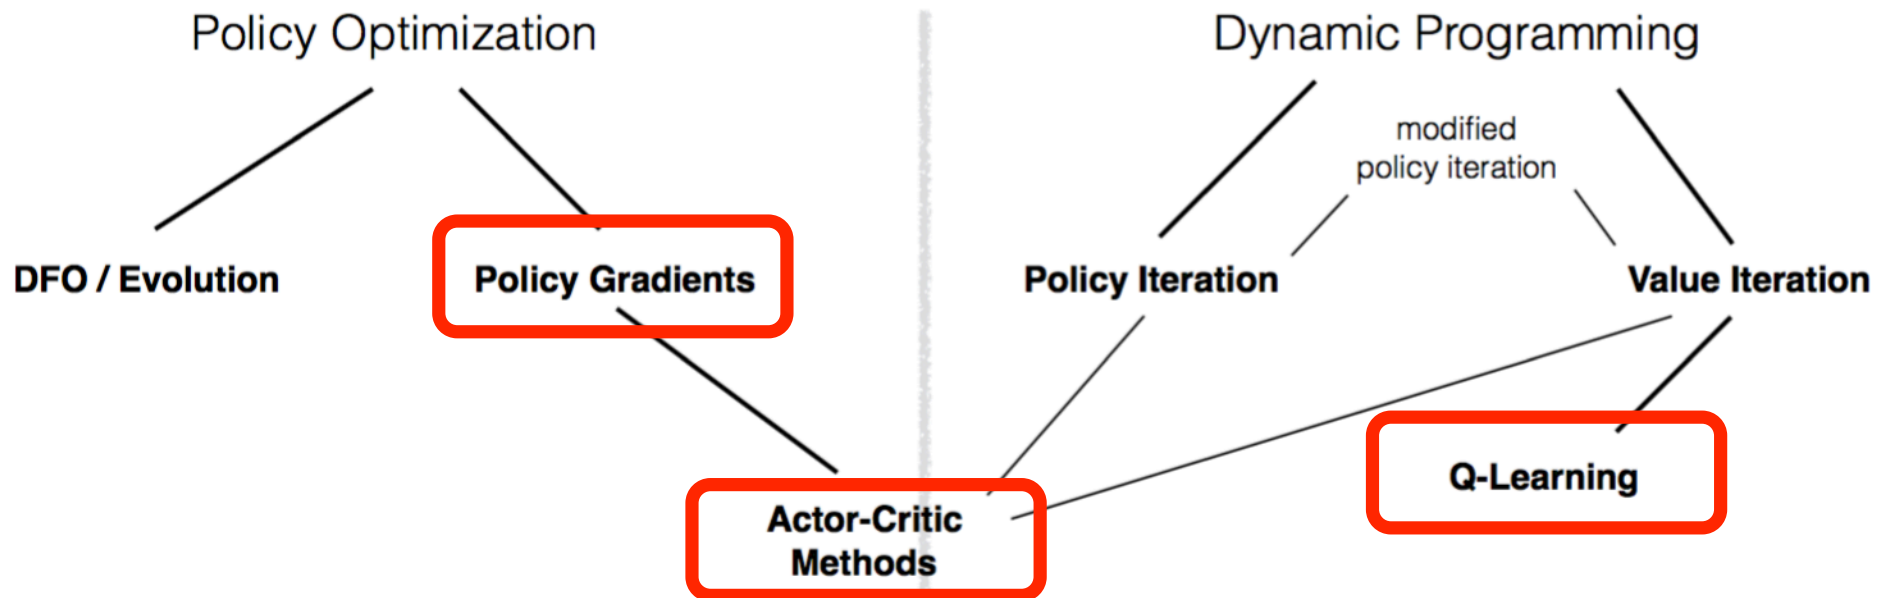 Policy Optimization
Dynamic Programming
modified
policy iteration
DFO / Evolution
Policy Gradients
Policy Iteration
Value Iteration
Q-Learning
Actor-Critic
Methods